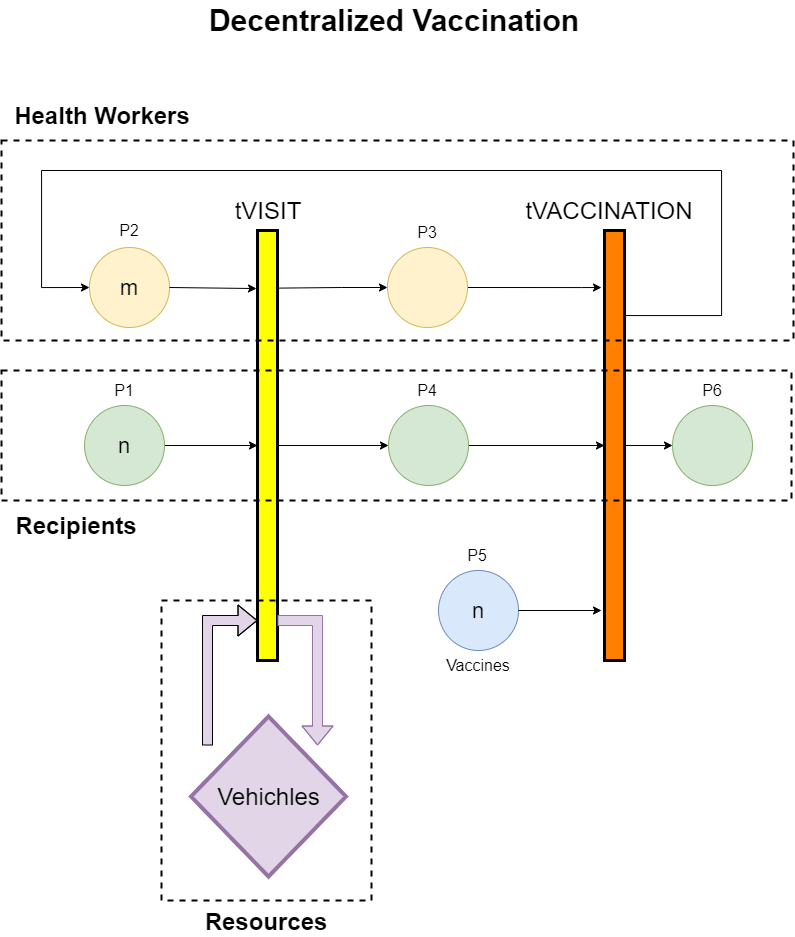 Decentralized Vaccination
Health Workers
tVISIT
tVACCINATION
P2
P3
m
P1
P4
P6
n
Recipients
P5
n
Vaccines
Vehichles
Resources